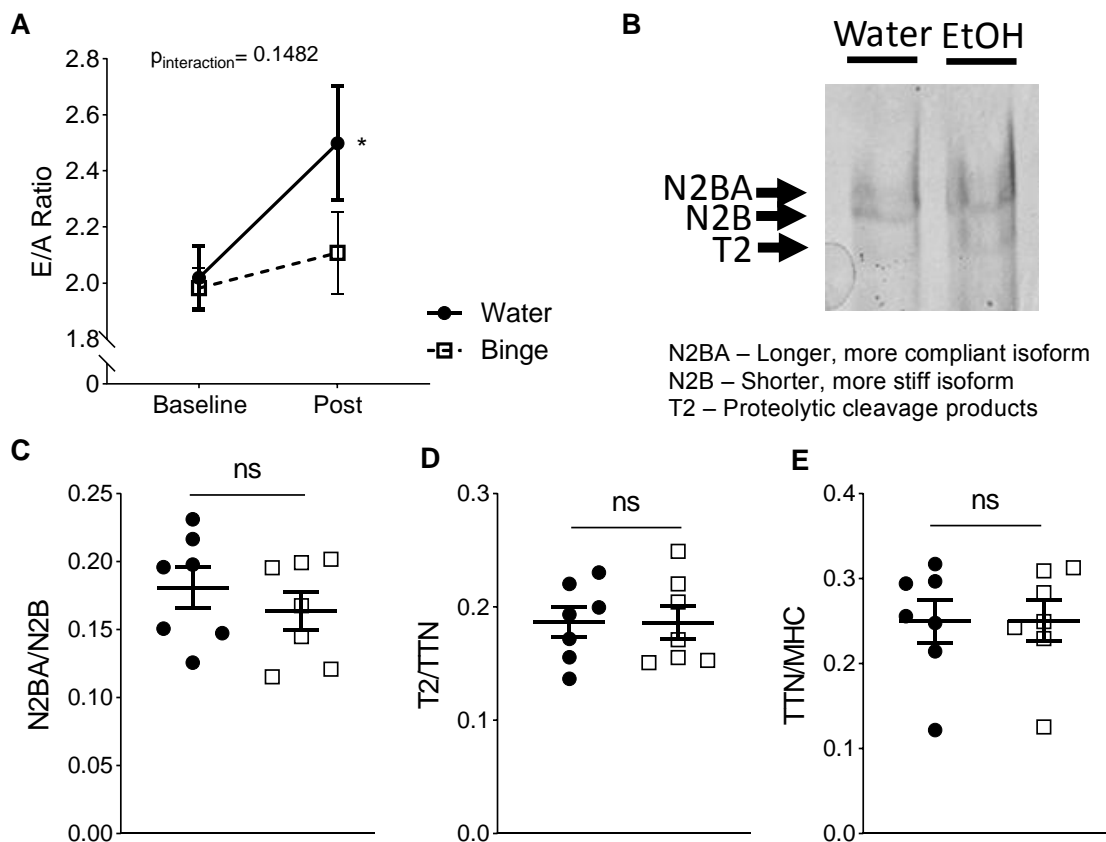 A
p interaction= 0.1482
2.8
2.6
2.4
2.2
2.0
1.8
0
E/A Ratio
Baseline Post
Water
Binge
B
Water EtOH
N2BA
N2B
T2
N2BA – Longer, more compliant isoform
N2B – Shorter, more stiff isoform
T2 – Proteolytic cleavage products
C
ns
0.25
0.20
0.15
0.10
0.05
0.00
N2BA/N2B
D
ns
0.3
0.2
0.1
0.0
T2/TTN
E
ns
0.4
0.3
0.2
0.1
0.0
TTN/MHC
*